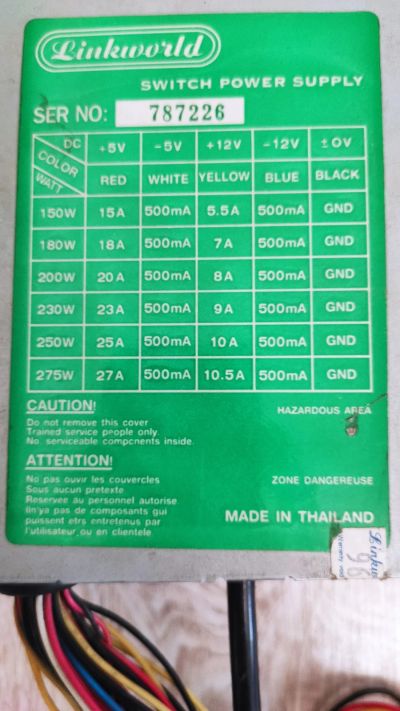 Linkworld
SWITCH POWER SUPPLY
SER NO: 787226
DC +5V -5V +12V -12V ±0V
COLOR
WATT RED WHITE YELLOW BLUE BLACK
150W 15A 500mA 5.5A 500mA GND
180W 18A 500mA 7A 500mA GND
200W 20A 500mA 8A 500mA GND
230W 23A 500mA 9A 500mA GND
250W 25A 500mA 10A 500mA GND
275W 27A 500mA 10.5A 500mA GND
CAUTION! HAZARDOUS AREA
Do not remove this cover
Trained service people only.
No. serviceable compcnents inside.
ATTENTION!
No pas ouvir les couvercles ZONE DANGEREUSE
Sous aucun pretexte
Reservee au personnel autorise
Iln'ya pas de composants gui
puissent etrs entretenus par MADE IN THAILAND
l'utilisateur ou en clientele
Linkw
96
Warranty void